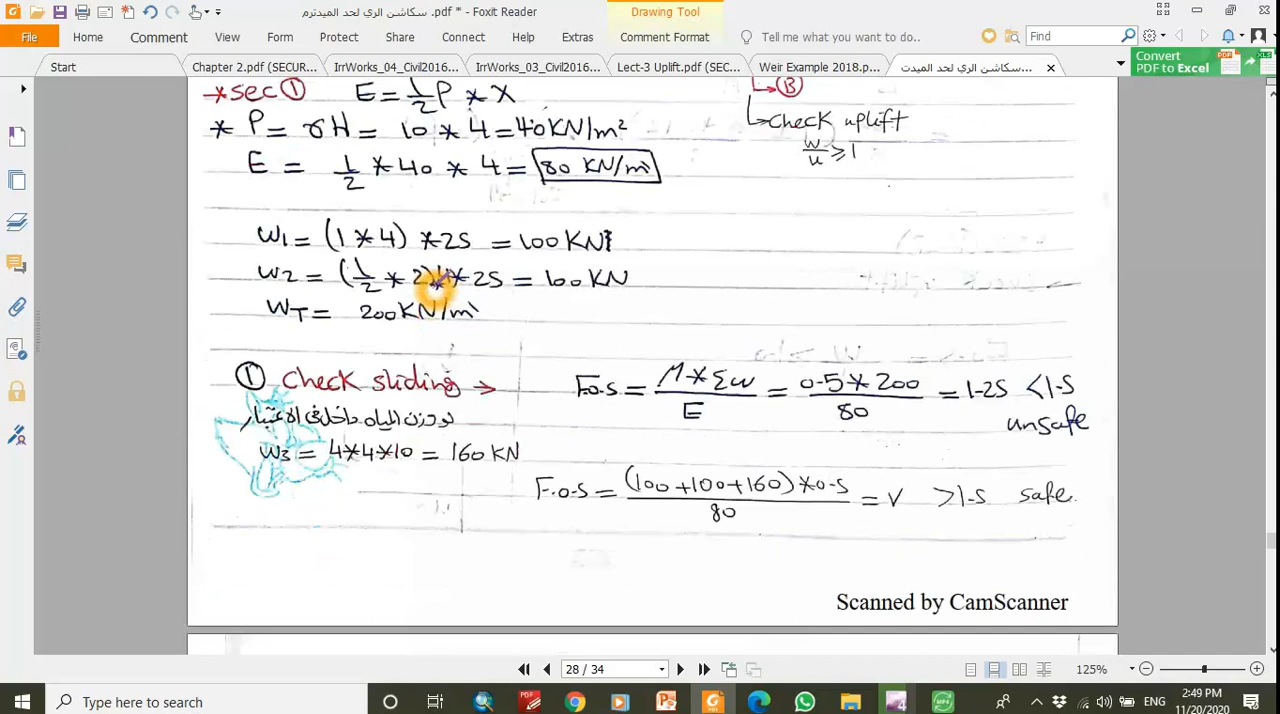 سكاشن الري لحد الميدترم. pdf * - Foxit Reader
Drawing Tool
File Home Comment View Form Protect Share Connect Help Extras Comment Format Tell me what you want to do... Find
Start Chapter 2.pdf (SECUR... IrrWorks_04_Civil2016... IrrWorks_03_ Lect-3 Uplift.pdf (SEC... Weir Example 2018.p... سكاشن الري لحد الميدت...
Convert PDF to Excel
*sec ① E = 1/2 P * X
Ⓑ
* P = γH = 10 * 4 = 40 KN/m²
check uplift
w/u ≥ 1
E = 1/2 * 40 * 4 = 80 KN/m'
W1 = (1*4) *25 = 100 KN
W2 = (1/2 * 2) * 25 = 100 KN
WT = 200 KN/m'
① Check sliding → F.o.S = μ*Σw/E = 0.5*200/80 = 1.25 < 1.5
unsafe
لو وزن المياه داخل فى الاعتبار
W3 = 4*4*10 = 160 KN
F.o.S = (100+100+160)*0.5/80 = ✓ >1.5 safe
Scanned by CamScanner
28 / 34 125%
Type here to search ENG 2:49 PM
11/20/2020